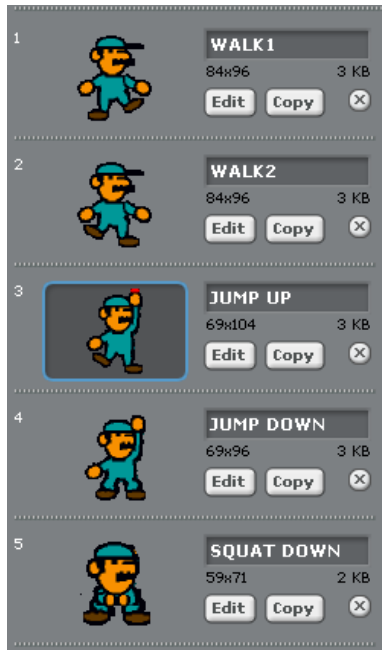 1
WALK1
84x96 3 KB
Edit Copy
2
WALK2
84x96 3 KB
Edit Copy
3
JUMP UP
69x104 3 KB
Edit Copy
4
JUMP DOWN
69x96 3 KB
Edit Copy
5
SQUAT DOWN
59x71 2 KB
Edit Copy